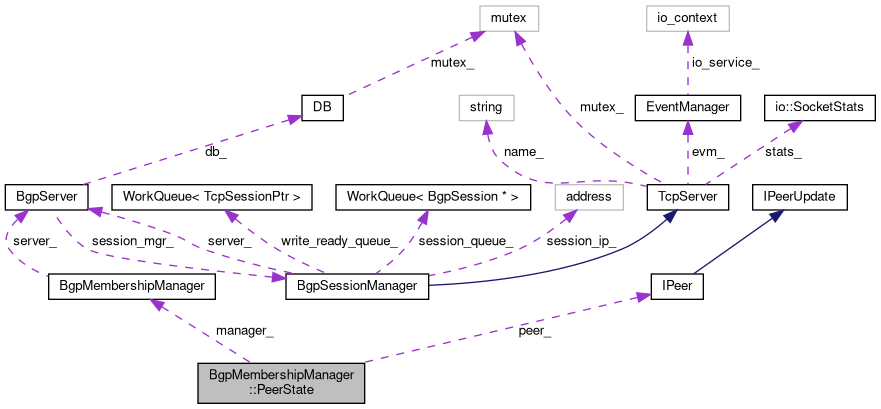 mutex
io_context
mutex_
io_service_
DB
string
EventManager
io::SocketStats
mutex_
db_
name_
evm_
stats_
BgpServer
WorkQueue< TcpSessionPtr >
WorkQueue< BgpSession * >
address
TcpServer
IPeerUpdate
server_
session_mgr_
server_
write_ready_queue_
session_queue_
session_ip_
BgpMembershipManager
BgpSessionManager
IPeer
manager_
peer_
BgpMembershipManager
::PeerState